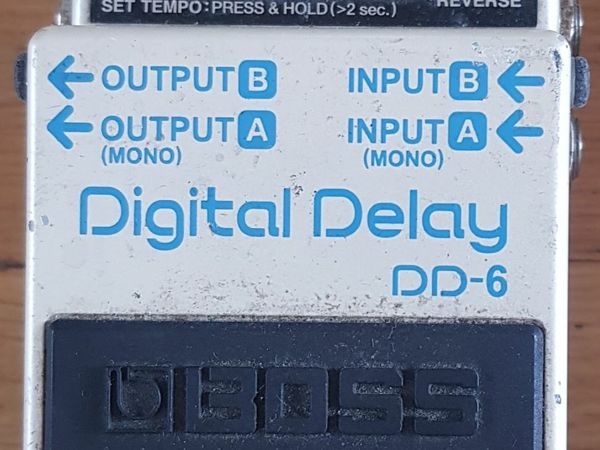 SET TEMPO: PRESS & HOLD (>2 sec.) REVERSE
OUTPUT B INPUT B
OUTPUT A INPUT A
(MONO) (MONO)
Digital Delay
DD-6
BOSS